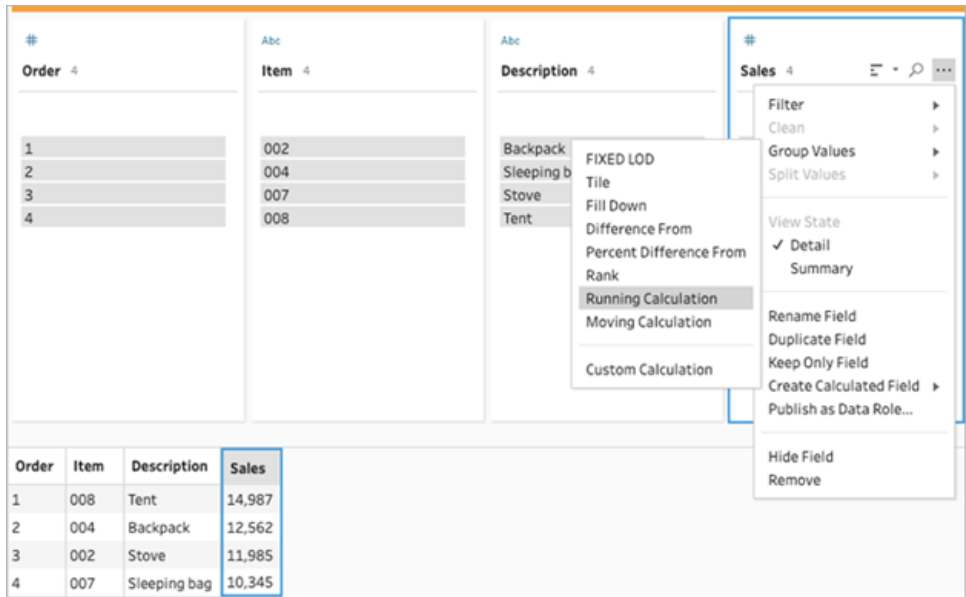 # Abc Abc #
Order 4 Item 4 Description 4 Sales 4 ...
Filter
Clean
Group Values
Split Values
View State
✓ Detail
Summary
Rename Field
Duplicate Field
Keep Only Field
Create Calculated Field
Publish as Data Role...
Hide Field
Remove
FIXED LOD
Tile
Fill Down
Difference From
Percent Difference From
Rank
Running Calculation
Moving Calculation
Custom Calculation
1 002 Backpack
2 004 Sleeping b
3 007 Stove
4 008 Tent
Order Item Description Sales
1 008 Tent 14,987
2 004 Backpack 12,562
3 002 Stove 11,985
4 007 Sleeping bag 10,345